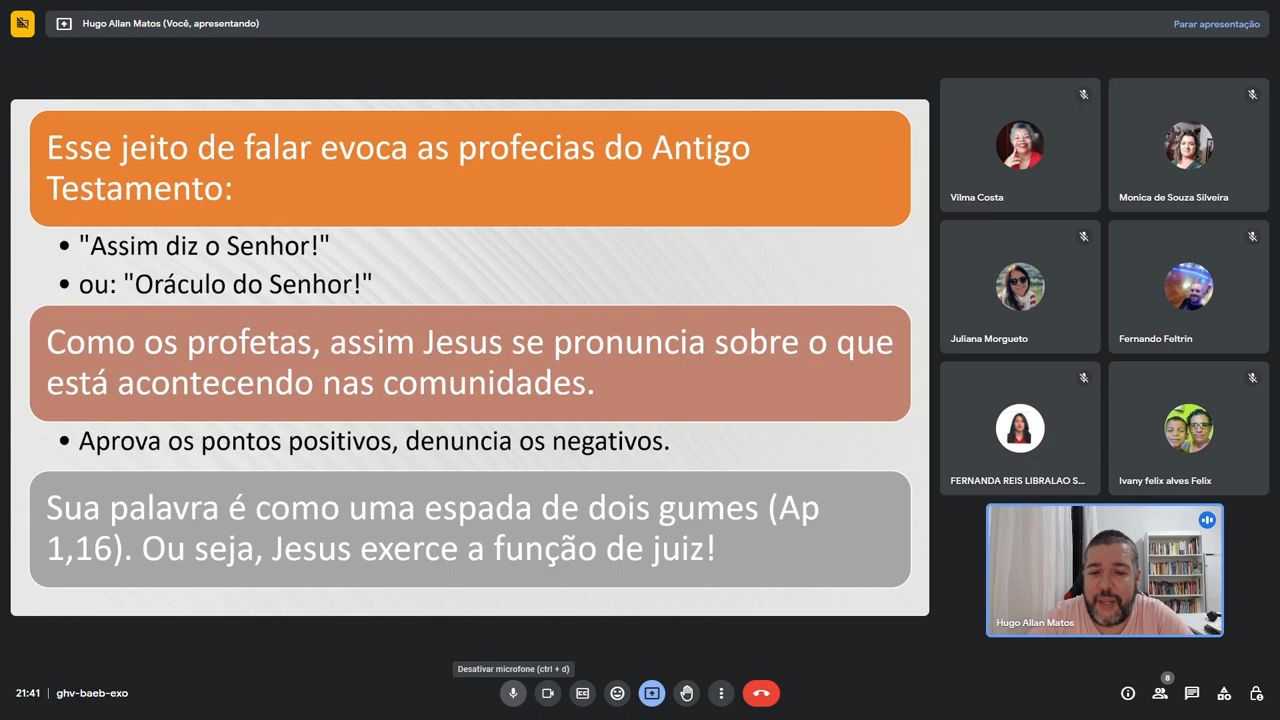 Hugo Allan Matos (Você, apresentando)
Parar apresentação
Esse jeito de falar evoca as profecias do Antigo
Testamento:
• "Assim diz o Senhor!"
• ou: "Oráculo do Senhor!"
Como os profetas, assim Jesus se pronuncia sobre o que
está acontecendo nas comunidades.
• Aprova os pontos positivos, denuncia os negativos.
Sua palavra é como uma espada de dois gumes (Ap
1,16). Ou seja, Jesus exerce a função de juiz!
Vilma Costa
Monica de Souza Silveira
Juliana Morgueto
Fernando Feltrin
FERNANDA REIS LIBRALAO S...
Ivany felix alves Felix
Hugo Allan Matos
Desativar microfone (ctrl + d)
21:41
ghv-baeb-exo
8